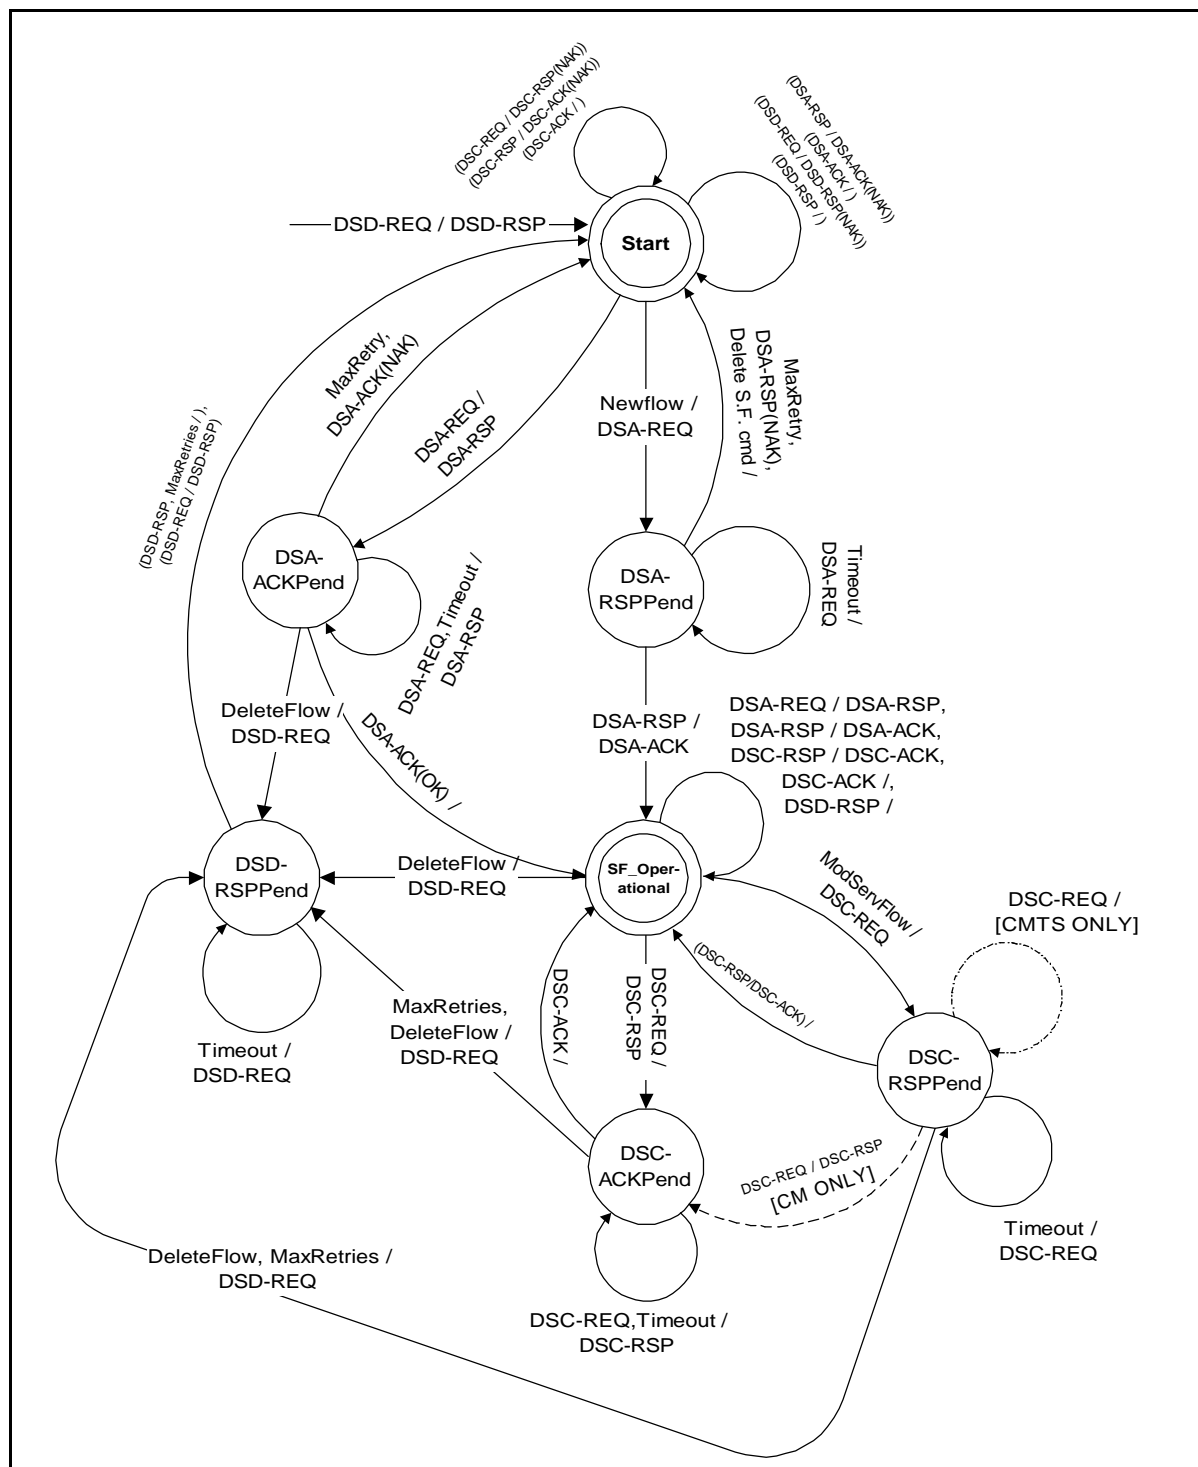 (DSC-REQ / DSC-RSP(NAK))
(DSC-RSP / DSC-ACK(NAK))
(DSC-ACK / )
(DSA-RSP / DSA-ACK(NAK))
(DSA-ACK / )
(DSD-REQ / DSD-RSP(NAK))
(DSD-RSP / )
DSD-REQ / DSD-RSP
Start
MaxRetry,
DSA-ACK(NAK)
DSA-REQ /
DSA-RSP
Newflow /
DSA-REQ
MaxRetry,
DSA-RSP(NAK),
Delete S.F. cmd /
(DSD-RSP, MaxRetries / ),
(DSD-REQ / DSD-RSP)
DSA-
ACKPend
DSA-
RSPPend
Timeout /
DSA-REQ
DSA-REQ,Timeout /
DSA-RSP
DeleteFlow /
DSD-REQ
DSA-ACK(OK) /
DSA-RSP /
DSA-ACK
DSA-REQ / DSA-RSP,
DSA-RSP / DSA-ACK,
DSC-RSP / DSC-ACK,
DSC-ACK /,
DSD-RSP /
DSD-
RSPPend
DeleteFlow /
DSD-REQ
SF_Oper-
ational
ModServFlow /
DSC-REQ
DSC-REQ /
[CMTS ONLY]
(DSC-RSP/DSC-ACK) /
DSC-ACK /
DSC-REQ /
DSC-RSP
MaxRetries,
DeleteFlow /
DSD-REQ
Timeout /
DSD-REQ
DSC-
RSPPend
DSC-
ACKPend
DSC-REQ / DSC-RSP
[CM ONLY]
Timeout /
DSC-REQ
DeleteFlow, MaxRetries /
DSD-REQ
DSC-REQ,Timeout /
DSC-RSP